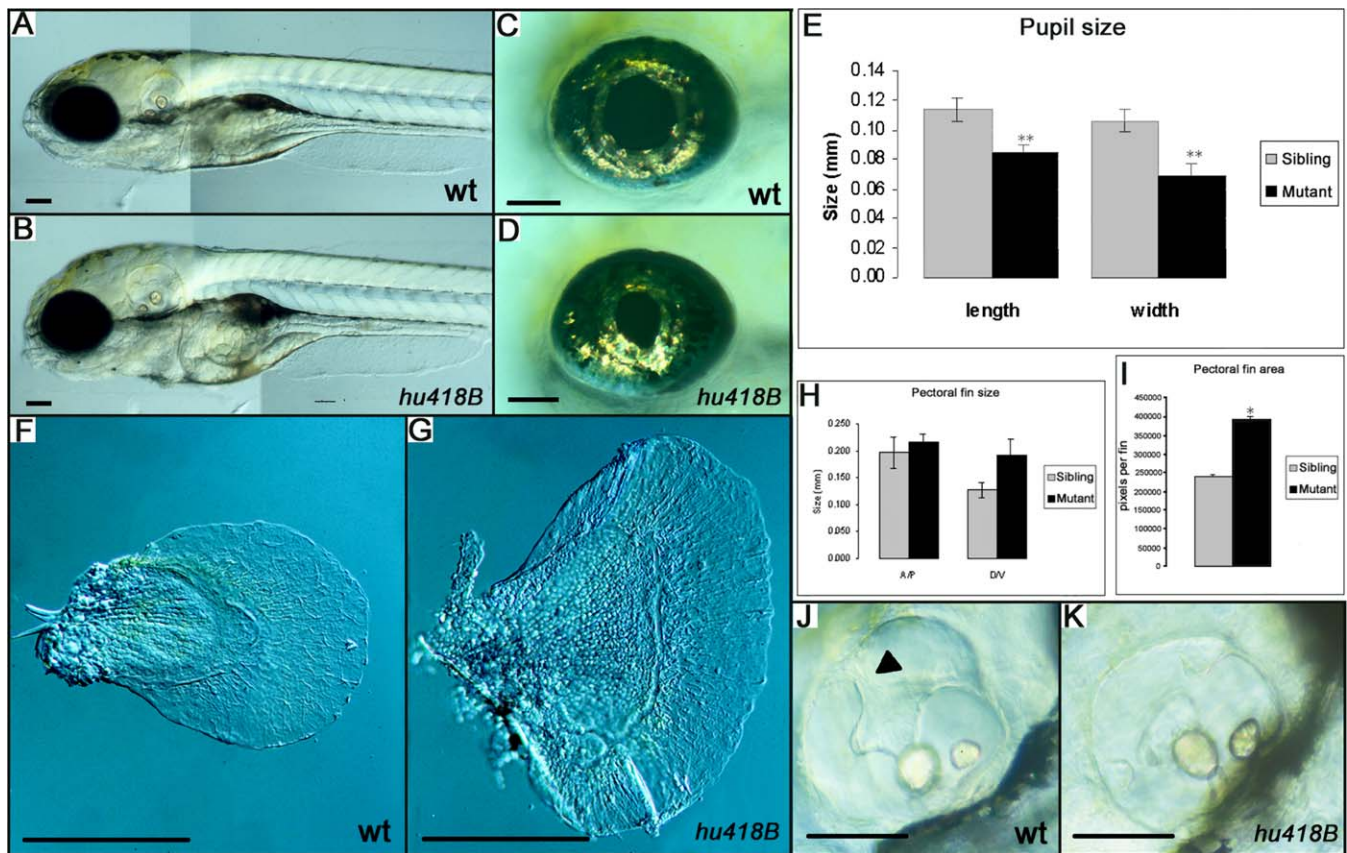 A
wt
B
hu418B
C
wt
D
hu418B
E
Pupil size
Size (mm)
0.14
0.12
0.10
0.08
0.06
0.04
0.02
0.00
**
**
length
width
Sibling
Mutant
F
wt
G
hu418B
H
Pectoral fin size
Size (mm)
0.250
0.200
0.150
0.100
0.050
0.000
A/P
D/V
Sibling
Mutant
I
Pectoral fin area
pixels per fin
450000
400000
350000
300000
250000
200000
150000
100000
50000
0
*
Sibling
Mutant
J
wt
K
hu418B